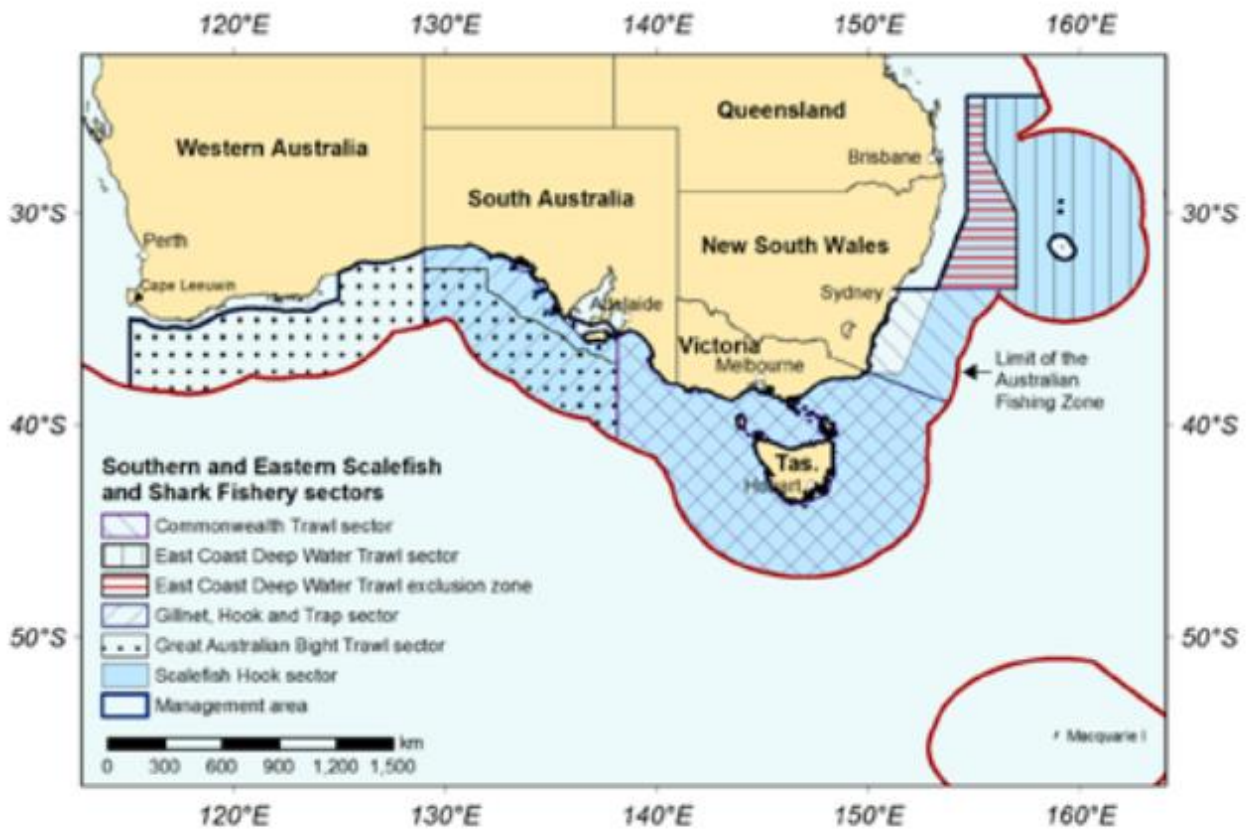 120°E 130°E 140°E 150°E 160°E
Queensland
Western Australia
Brisbane
South Australia
30°S 30°S
Perth
New South Wales
Cape Leeuwin
Sydney
Adelaide
Victoria
Melbourne
Limit of the
Australian
Fishing Zone
40°S 40°S
Tas.
Hobart
Southern and Eastern Scalefish
and Shark Fishery sectors
Commonwealth Trawl sector
East Coast Deep Water Trawl sector
East Coast Deep Water Trawl exclusion zone
Gillnet, Hook and Trap sector
Great Australian Bight Trawl sector
Scalefish Hook sector
Management area
50°S 50°S
Macquarie I
km
0 300 600 900 1,200 1,500
120°E 130°E 140°E 150°E 160°E